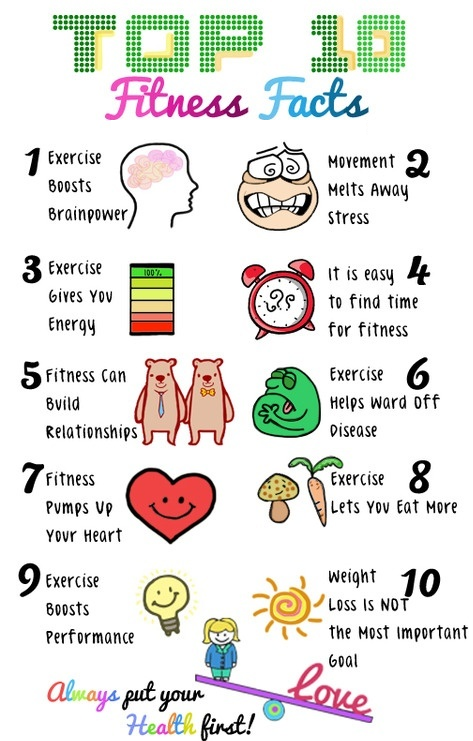 TOP 10
Fitness Facts
1 Exercise
Boosts
Brainpower
Movement 2
Melts Away
Stress
3 Exercise
Gives You
Energy
100%
It is easy 4
to find time
for fitness
5 Fitness Can
Build
Relationships
Exercise 6
Helps Ward Off
Disease
7 Fitness
Pumps Up
Your Heart
Exercise 8
Lets You Eat More
9 Exercise
Boosts
Performance
Weight 10
Loss Is NOT
the Most Important
Goal
love
Always put your
Health first!